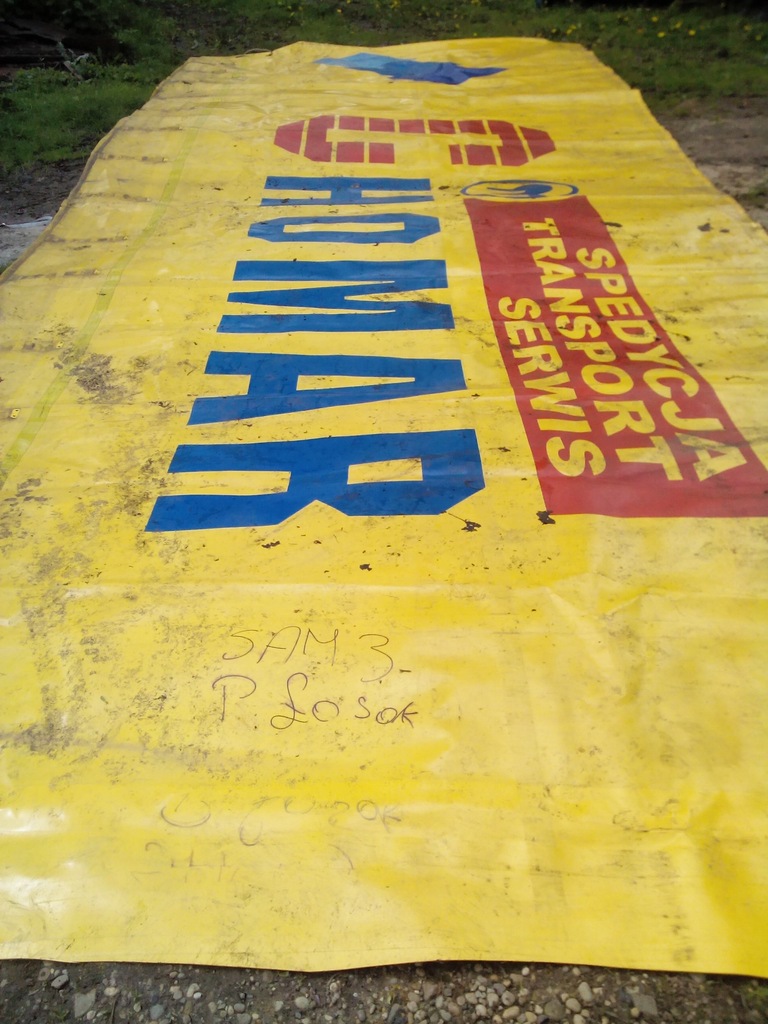 HOMAR
SPEDYCJA
TRANSPORT
SERWIS
SAM 3
P. Łosok